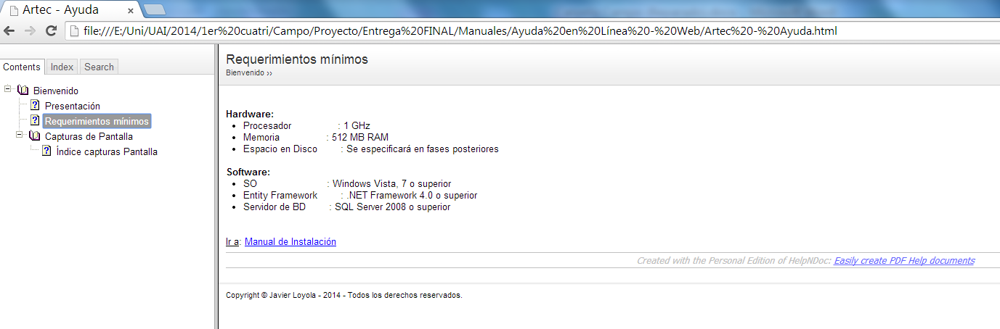 Artec - Ayuda
file:///E:/Uni/UAI/2014/1er%20cuatri/Campo/Proyecto/Entrega%20FINAL/Manuales/Ayuda%20en%20Línea%20-%20Web/Artec%20-%20Ayuda.html
Contents Index Search
Bienvenido
Presentación
Requerimientos mínimos
Capturas de Pantalla
Índice capturas Pantalla
Requerimientos mínimos
Bienvenido ››
Hardware:
• Procesador : 1 GHz
• Memoria : 512 MB RAM
• Espacio en Disco : Se especificará en fases posteriores
Software:
• SO : Windows Vista, 7 o superior
• Entity Framework : .NET Framework 4.0 o superior
• Servidor de BD : SQL Server 2008 o superior
Ir a: Manual de Instalación
Created with the Personal Edition of HelpNDoc: Easily create PDF Help documents
Copyright © Javier Loyola - 2014 - Todos los derechos reservados.